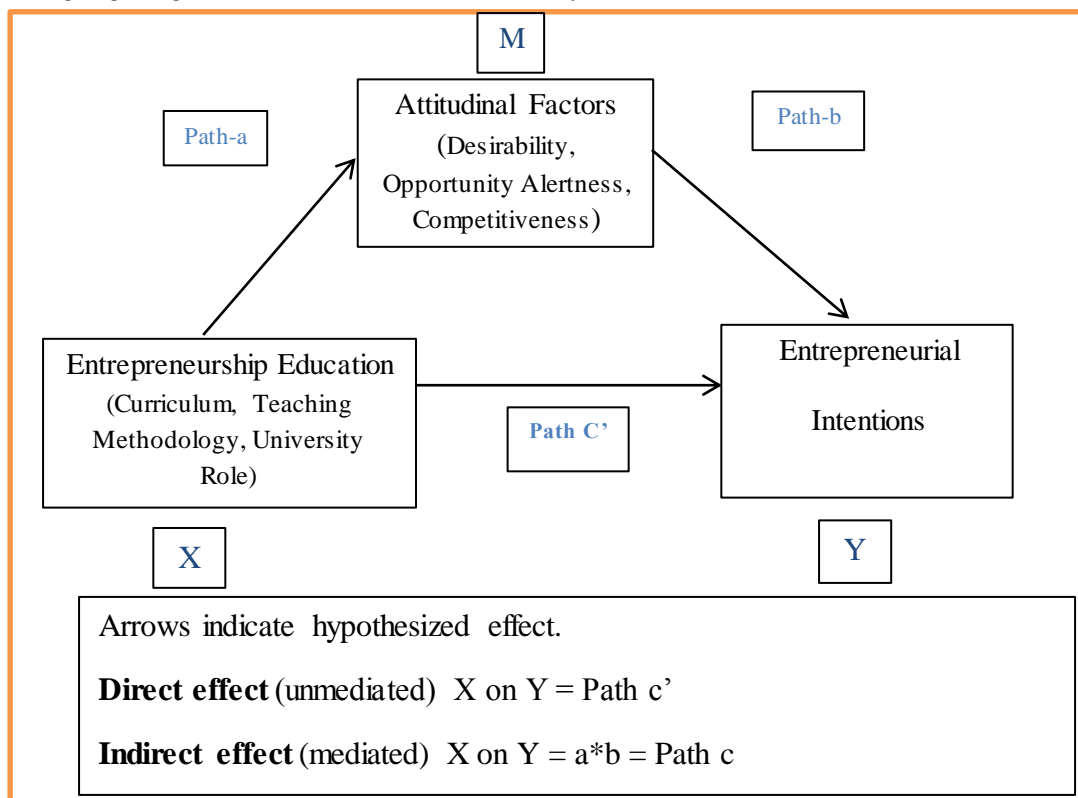 M
Attitudinal Factors
(Desirability,
Opportunity Alertness,
Competitiveness)
Path-a
Path-b
Entrepreneurship Education
(Curriculum, Teaching
Methodology, University
Role)
Path C’
Entrepreneurial
Intentions
X
Y
Arrows indicate hypothesized effect.
Direct effect (unmediated) X on Y = Path c’
Indirect effect (mediated) X on Y = a*b = Path c